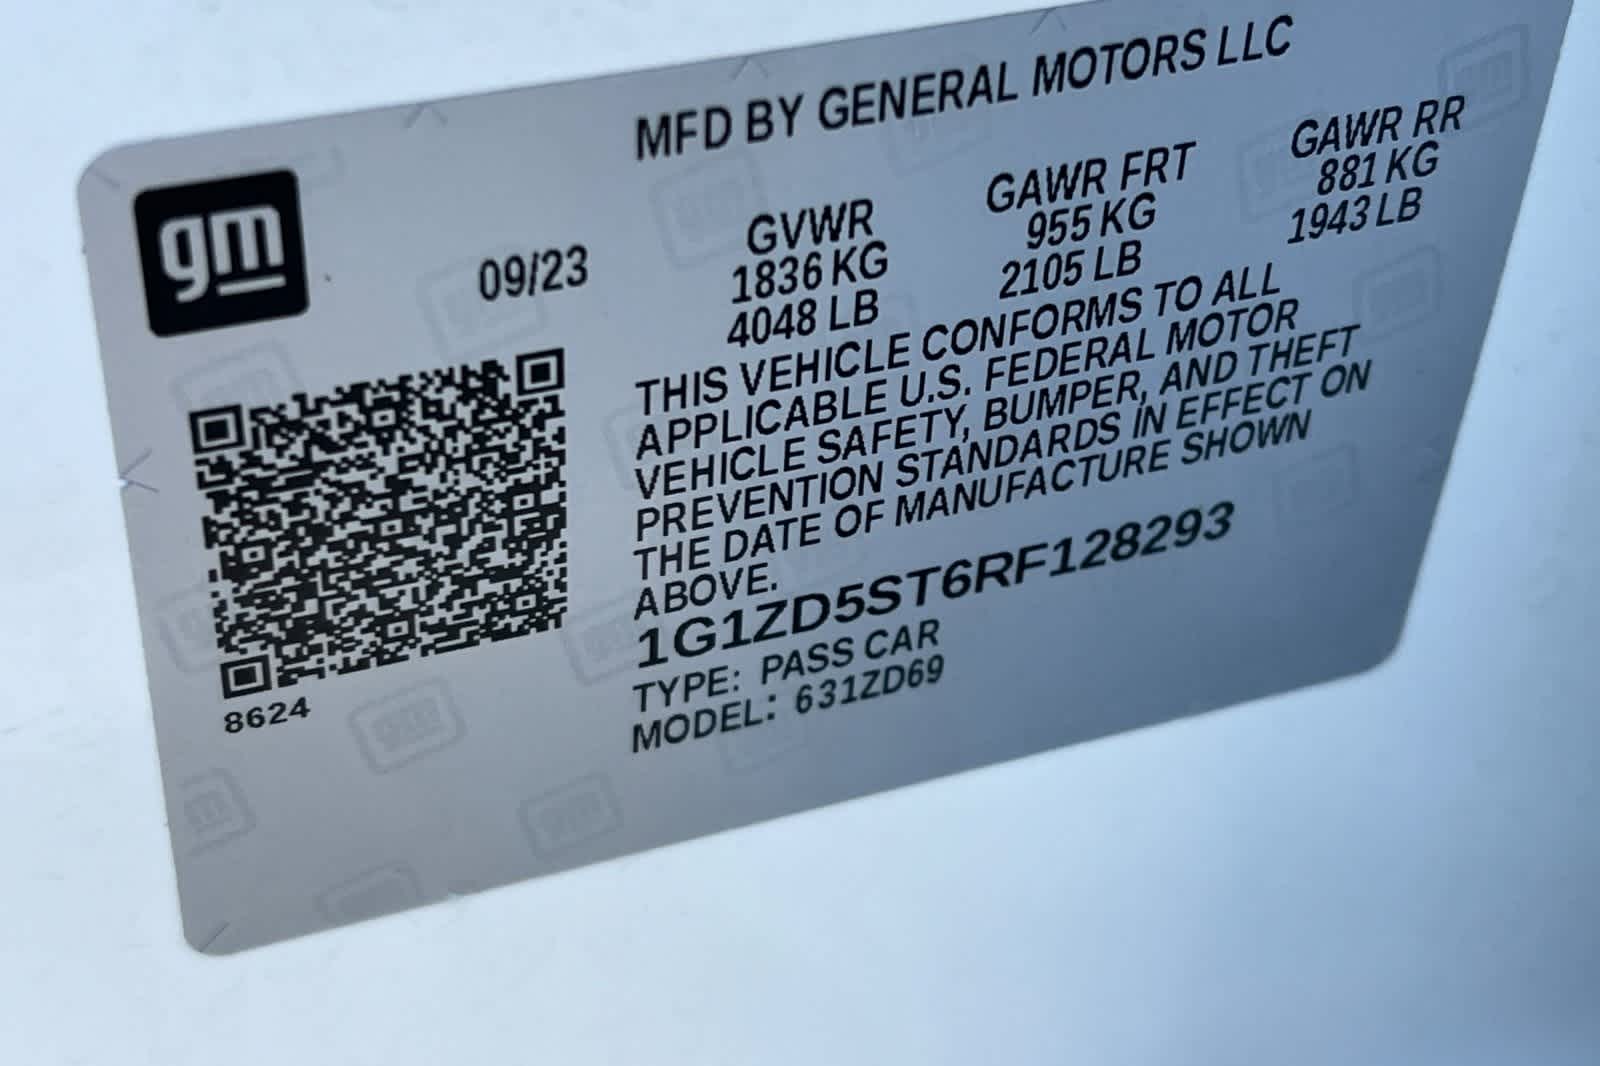 MFD BY GENERAL MOTORS LLC
gm
09/23
GVWR
1836 KG
4048 LB
GAWR FRT
955 KG
2105 LB
GAWR RR
881 KG
1943 LB
THIS VEHICLE CONFORMS TO ALL
APPLICABLE U.S. FEDERAL MOTOR
VEHICLE SAFETY, BUMPER, AND THEFT
PREVENTION STANDARDS IN EFFECT ON
THE DATE OF MANUFACTURE SHOWN
ABOVE.
1G1ZD5ST6RF128293
TYPE: PASS CAR
MODEL: 631ZD69
8624